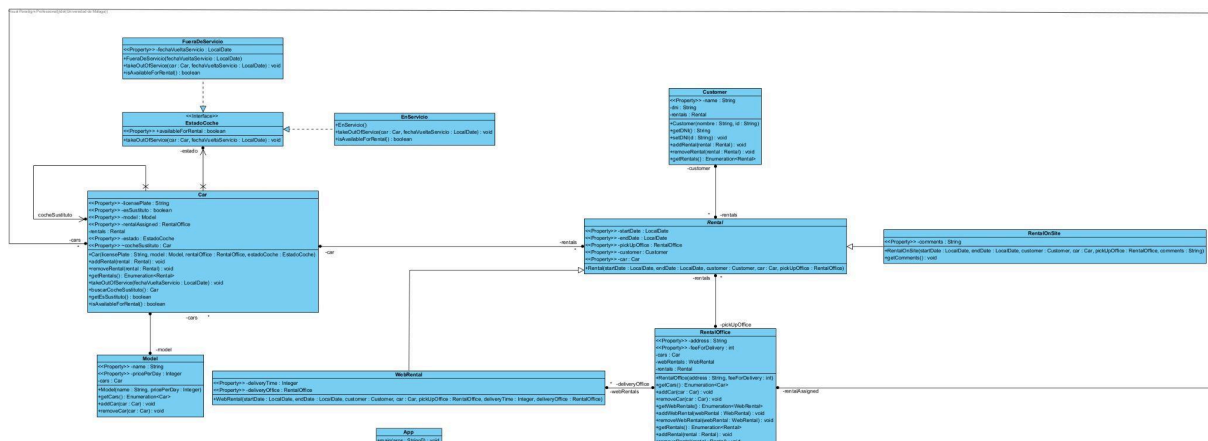 Visual Paradigm Professional(Jabi(Universidad de Malaga))
FueraDeServicio
<<Property>> -fechaVueltaServicio : LocalDate
+FueraDeServicio(fechaVueltaServicio : LocalDate)
+takeOutOfService(car : Car, fechaVueltaServicio : LocalDate) : void
+isAvailableForRental() : boolean
<<Interface>>
EstadoCoche
<<Property>> +availableForRental : boolean
+takeOutOfService(car : Car, fechaVueltaServicio : LocalDate) : void
EnServicio
+EnServicio()
+takeOutOfService(car : Car, fechaVueltaServicio : LocalDate) : void
+isAvailableForRental() : boolean
-estado
cocheSustituto
-cars
*
Car
<<Property>> -licensePlate : String
<<Property>> -esSustituto : boolean
<<Property>> -model : Model
<<Property>> -rentalAssigned : RentalOffice
-rentals : Rental
<<Property>> -estado : EstadoCoche
<<Property>> ~cocheSustituto : Car
+Car(licensePlate : String, model : Model, rentalOffice : RentalOffice, estadoCoche : EstadoCoche)
+addRental(rental : Rental) : void
+removeRental(rental : Rental) : void
+getRentals() : Enumeration<Rental>
+takeOutOfService(fechaVueltaServicio : LocalDate) : void
+buscarCocheSustituto() : Car
+getEsSustituto() : boolean
+isAvailableForRental() : boolean
-car
-cars
*
-model
Model
<<Property>> -name : String
<<Property>> -pricePerDay : Integer
-cars : Car
+Model(name : String, pricePerDay : Integer)
+getCars() : Enumeration<Car>
+addCar(car : Car) : void
+removeCar(car : Car) : void
Customer
<<Property>> -name : String
-dni : String
-rentals : Rental
+Customer(nombre : String, id : String)
+getDNI() : String
+setDNI(id : String) : void
+addRental(rental : Rental) : void
+removeRental(rental : Rental) : void
+getRentals() : Enumeration<Rental>
-customer
*
-rentals
-rentals
*
Rental
<<Property>> -startDate : LocalDate
<<Property>> -endDate : LocalDate
<<Property>> -pickUpOffice : RentalOffice
<<Property>> -customer : Customer
<<Property>> -car : Car
+Rental(startDate : LocalDate, endDate : LocalDate, customer : Customer, car : Car, pickUpOffice : RentalOffice)
RentalOnSite
<<Property>> -comments : String
+RentalOnSite(startDate : LocalDate, endDate : LocalDate, customer : Customer, car : Car, pickUpOffice : RentalOffice, comments : String)
+getComments() : void
-rentals
*
-pickUpOffice
WebRental
<<Property>> -deliveryTime : Integer
<<Property>> -deliveryOffice : RentalOffice
+WebRental(startDate : LocalDate, endDate : LocalDate, customer : Customer, car : Car, pickUpOffice : RentalOffice, deliveryTime : Integer, deliveryOffice : RentalOffice)
*
-deliveryOffice
-webRentals
RentalOffice
<<Property>> -address : String
<<Property>> -feeForDelivery : int
-cars : Car
-webRentals : WebRental
-rentals : Rental
+RentalOffice(address : String, feeForDelivery : int)
+getCars() : Enumeration<Car>
+addCar(car : Car) : void
+removeCar(car : Car) : void
+getWebRentals() : Enumeration<WebRental>
+addWebRental(webRental : WebRental) : void
+removeWebRental(webRental : WebRental) : void
+getRentals() : Enumeration<Rental>
+addRental(rental : Rental) : void
-rentalAssigned
App